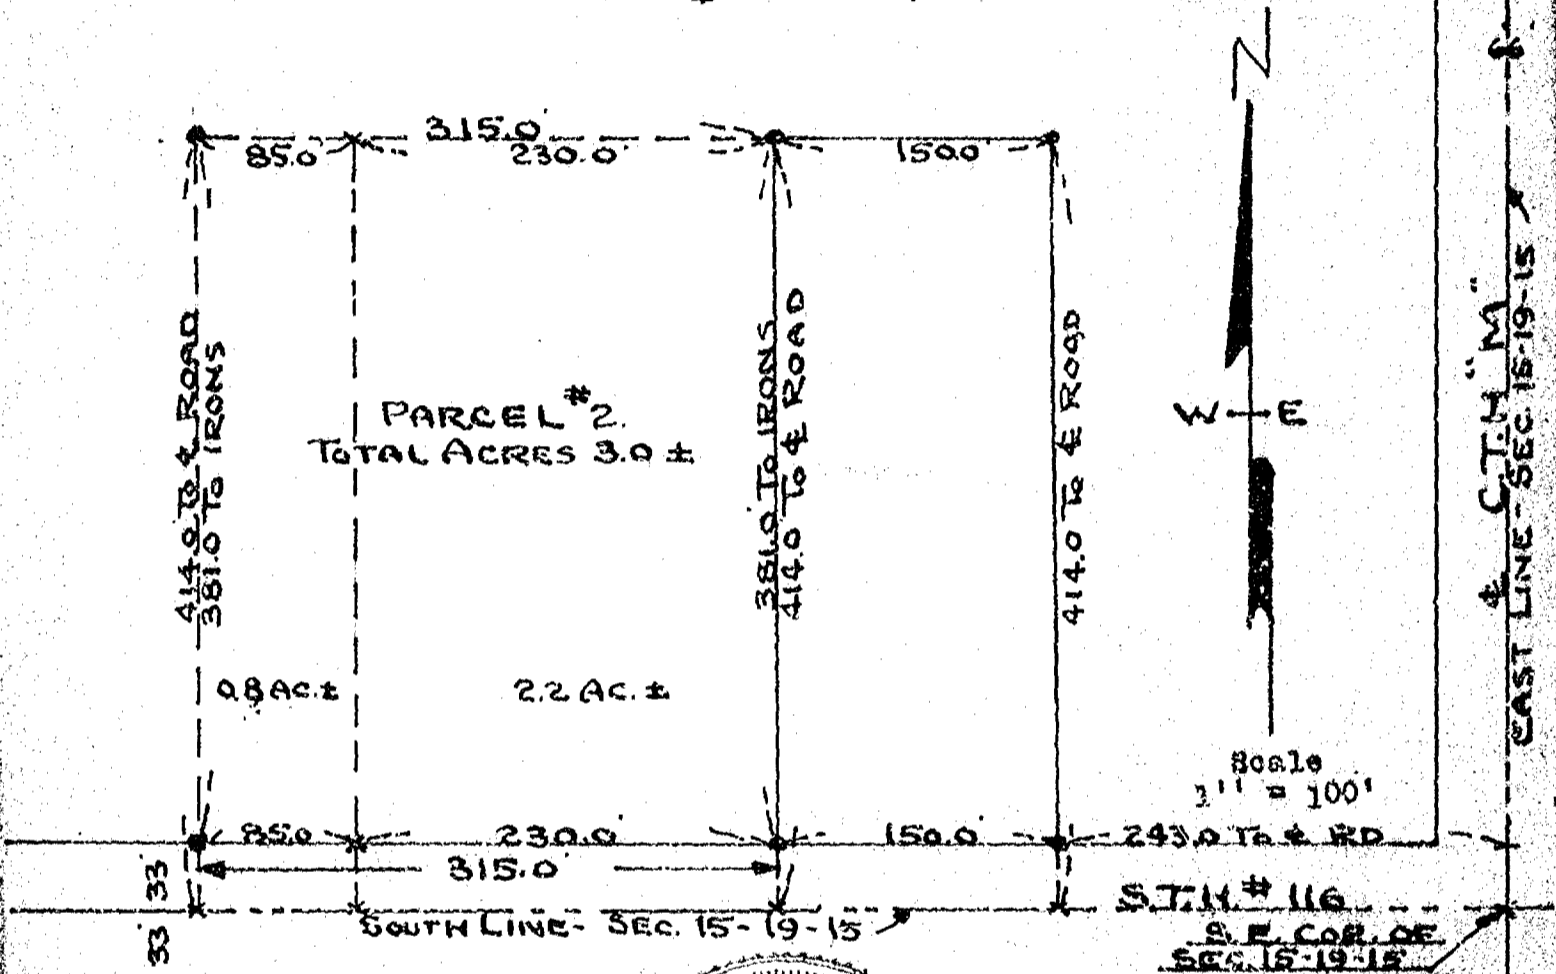 N
315.0'
85.0 230.0' 150.0
414.0 To ℄ ROAD
381.0 To IRONS
381.0 To IRONS
414.0 To ℄ ROAD
414.0 To ℄ ROAD
PARCEL #2.
TOTAL ACRES 3.0 ±
W E
℄ C.T.H "M"
EAST LINE - SEC. 15-19-15
0.8 AC. ± 2.2 AC. ±
Scale
1'' = 100'
85.0 230.0' 150.0' 243.0 To ℄ RD
315.0'
33
33
S.T.H. # 116
SOUTH LINE - SEC. 15-19-15
S.E. COR. OF
SEC. 15-19-15